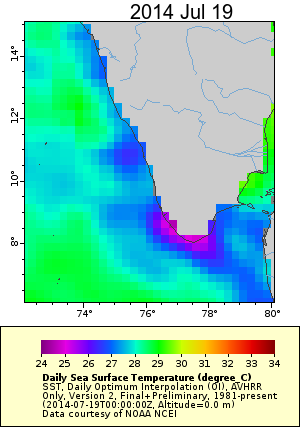 2014 Jul 19
14°
12°
10°
8°
74° 76° 78° 80°
24 25 26 27 28 29 30 31 32 33 34
Daily Sea Surface Temperature (degree_C)
SST, Daily Optimum Interpolation (OI), AVHRR
Only, Version 2, Final+Preliminary, 1981-present
(2014-07-19T00:00:00Z, Altitude=0.0 m)
Data courtesy of NOAA NCEI